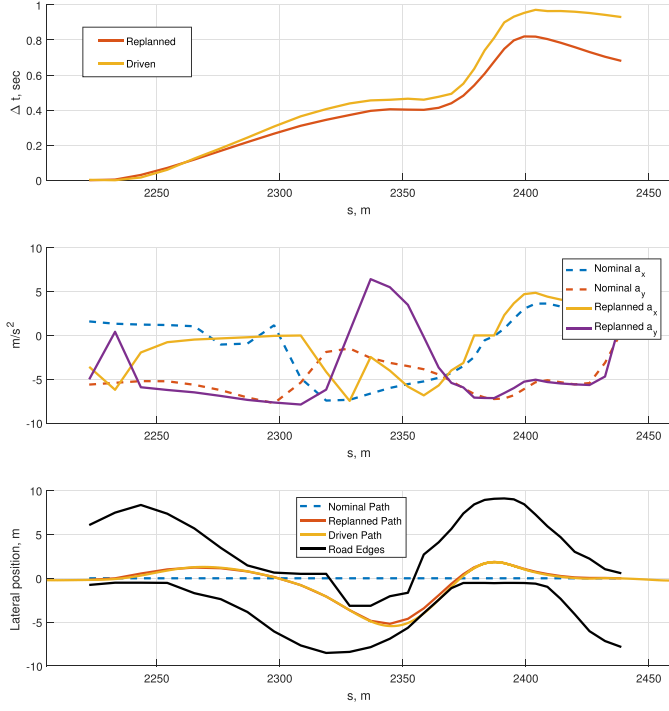 1
0.8
0.6
0.4
0.2
0
Δ t, sec
Replanned
Driven
2250 2300 2350 2400 2450
s, m
10
5
0
-5
-10
m/s²
Nominal aₓ
Nominal a_y
Replanned aₓ
Replanned a_y
2250 2300 2350 2400 2450
s, m
10
5
0
-5
-10
Lateral position, m
Nominal Path
Replanned Path
Driven Path
Road Edges
2250 2300 2350 2400 2450
s, m